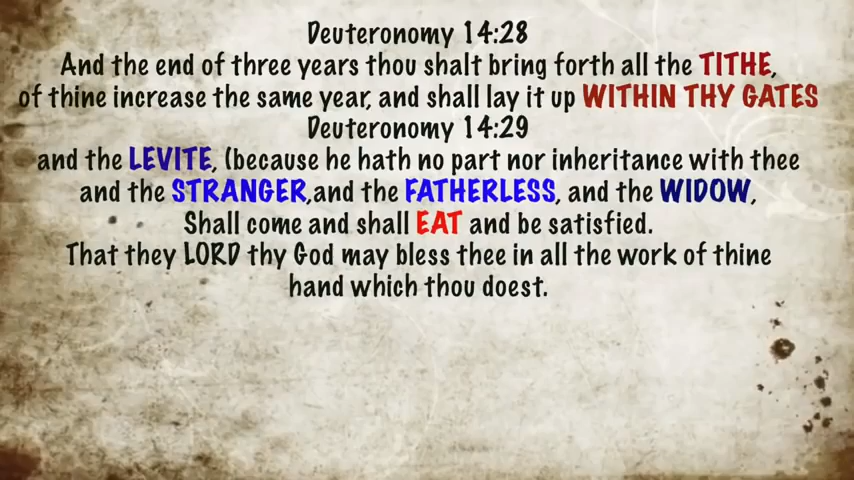 Deuteronomy 14:28
And the end of three years thou shalt bring forth all the TITHE,
of thine increase the same year, and shall lay it up WITHIN THY GATES
Deuteronomy 14:29
and the LEVITE, (because he hath no part nor inheritance with thee
and the STRANGER,and the FATHERLESS, and the WIDOW,
Shall come and shall EAT and be satisfied.
That they LORD thy God may bless thee in all the work of thine
hand which thou doest.